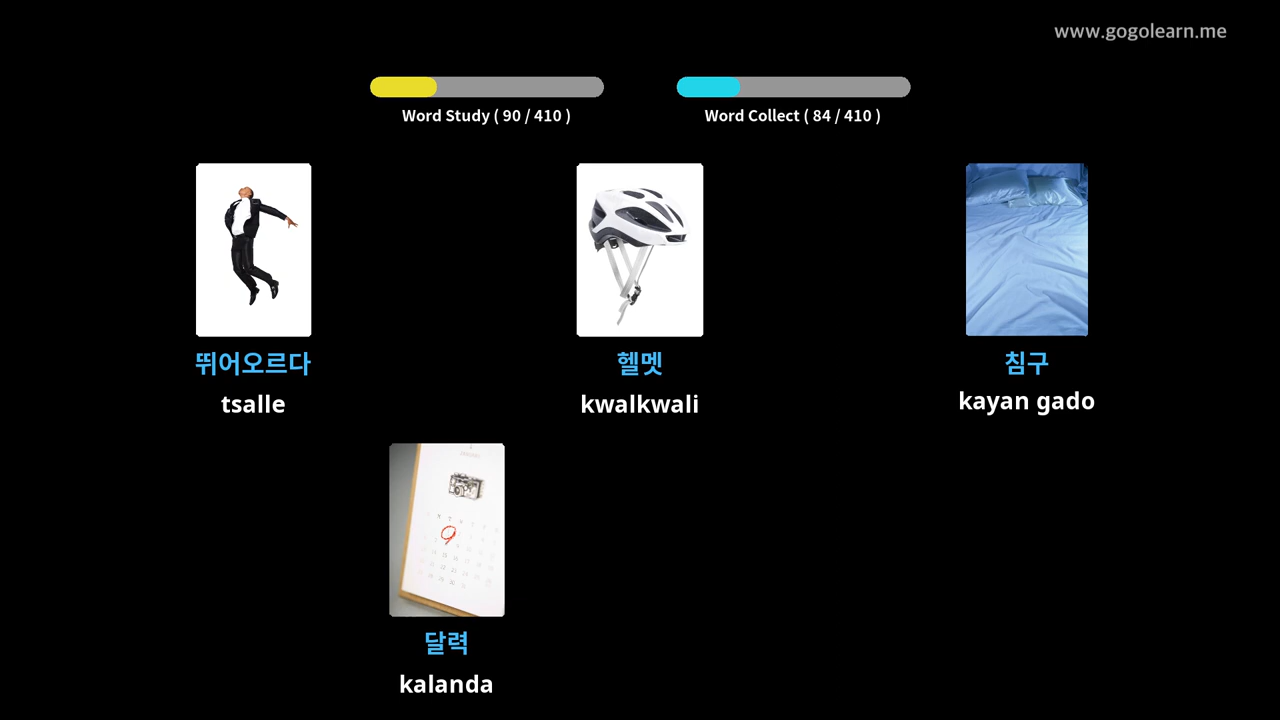 www.gogolearn.me
Word Study ( 90 / 410 )
Word Collect ( 84 / 410 )
뛰어오르다
tsalle
헬멧
kwalkwali
침구
kayan gado
달력
kalanda